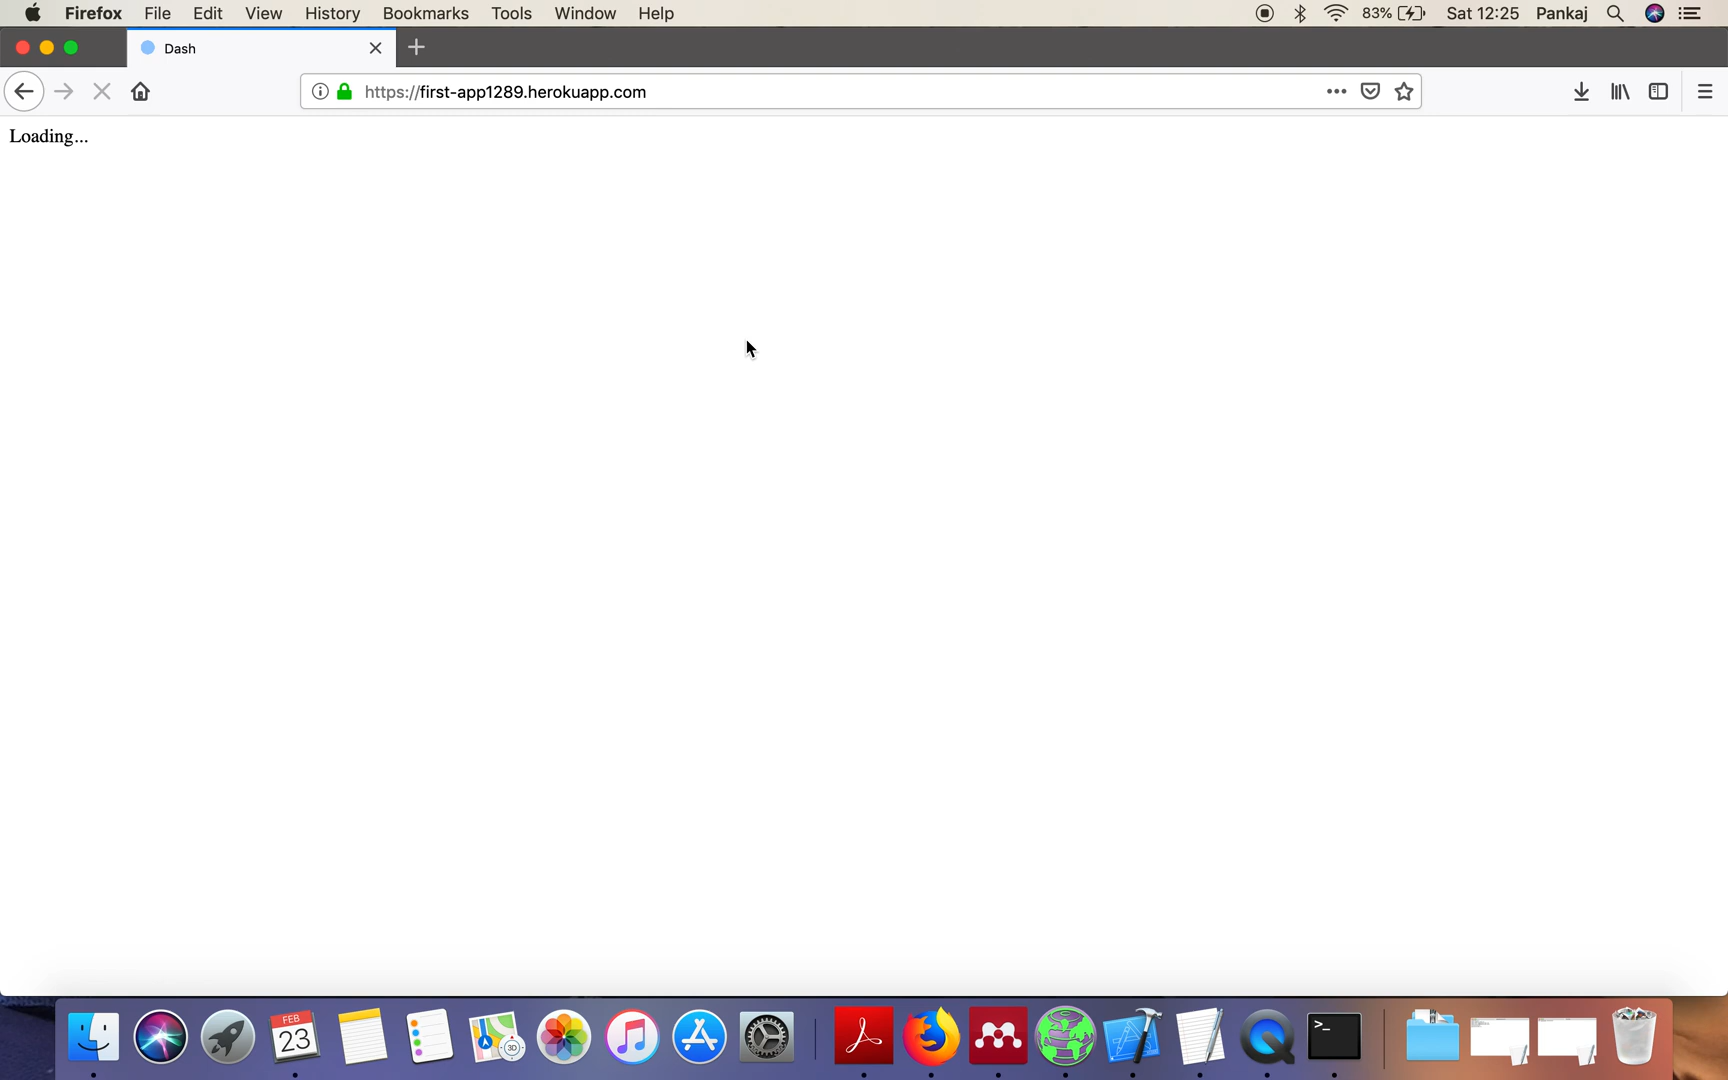 Firefox File Edit View History Bookmarks Tools Window Help 83% Sat 12:25 Pankaj
Dash
https://first-app1289.herokuapp.com
Loading...
FEB
23
3D
>_